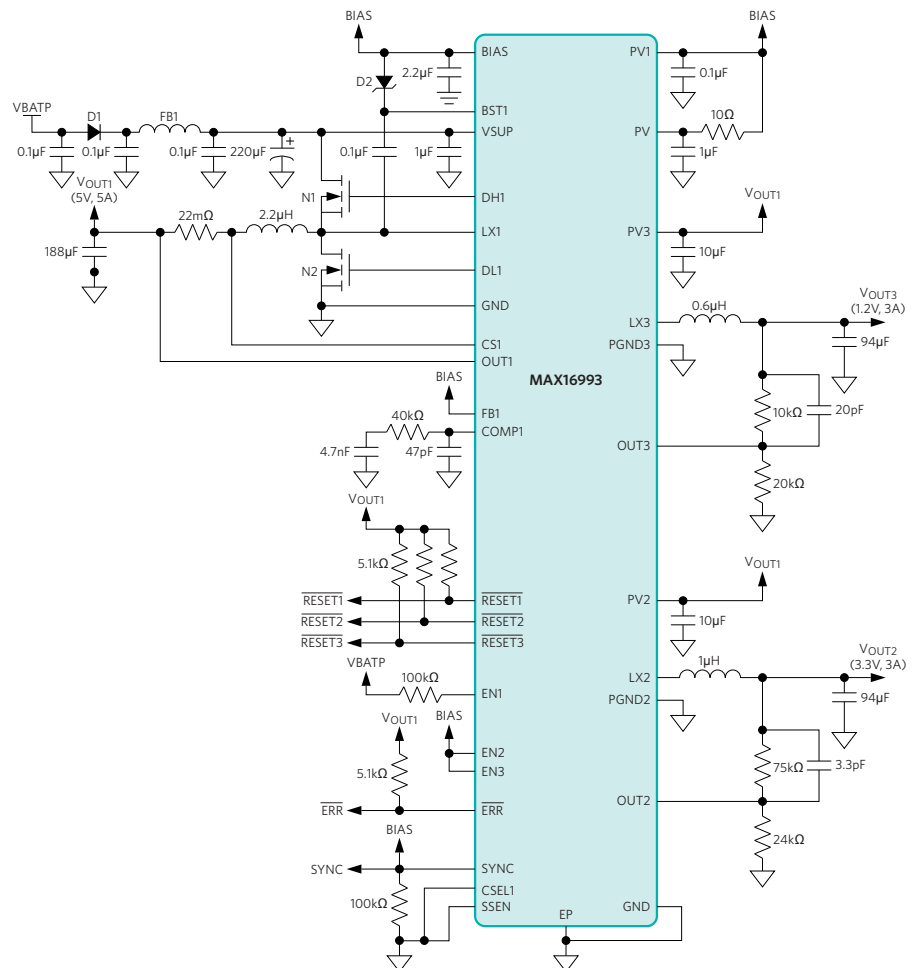 BIAS
BIAS
BIAS
PV1
2.2µF
0.1µF
D2
VBATP
D1
FB1
BST1
10Ω
VSUP
PV
0.1µF
0.1µF
0.1µF
220µF
+
0.1µF
1µF
1µF
VOUT1
(5V, 5A)
N1
DH1
VOUT1
22mΩ
2.2µH
LX1
PV3
188µF
10µF
N2
DL1
GND
0.6µH
VOUT3
(1.2V, 3A)
LX3
CS1
PGND3
94µF
OUT1
MAX16993
BIAS
FB1
10kΩ
20pF
40kΩ
COMP1
OUT3
4.7nF
47pF
20kΩ
VOUT1
5.1kΩ
VOUT1
RESET1
RESET1
PV2
RESET2
RESET2
10µF
RESET3
RESET3
VBATP
1µH
VOUT2
(3.3V, 3A)
100kΩ
LX2
EN1
PGND2
94µF
VOUT1
BIAS
EN2
5.1kΩ
EN3
75kΩ
3.3pF
ERR
ERR
OUT2
BIAS
24kΩ
SYNC
SYNC
CSEL1
100kΩ
SSEN
EP
GND